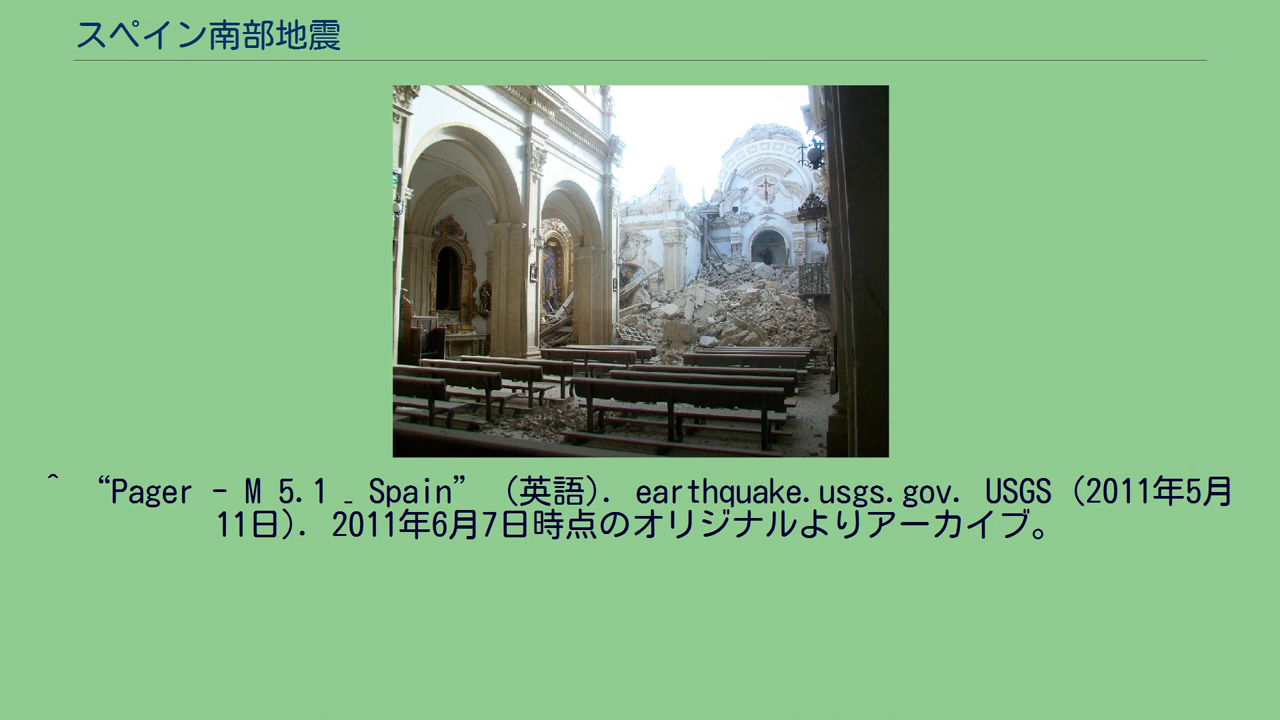 スペイン南部地震
^ “Pager - M 5.1 _ Spain” (英語). earthquake.usgs.gov. USGS (2011年5月
11日). 2011年6月7日時点のオリジナルよりアーカイブ。